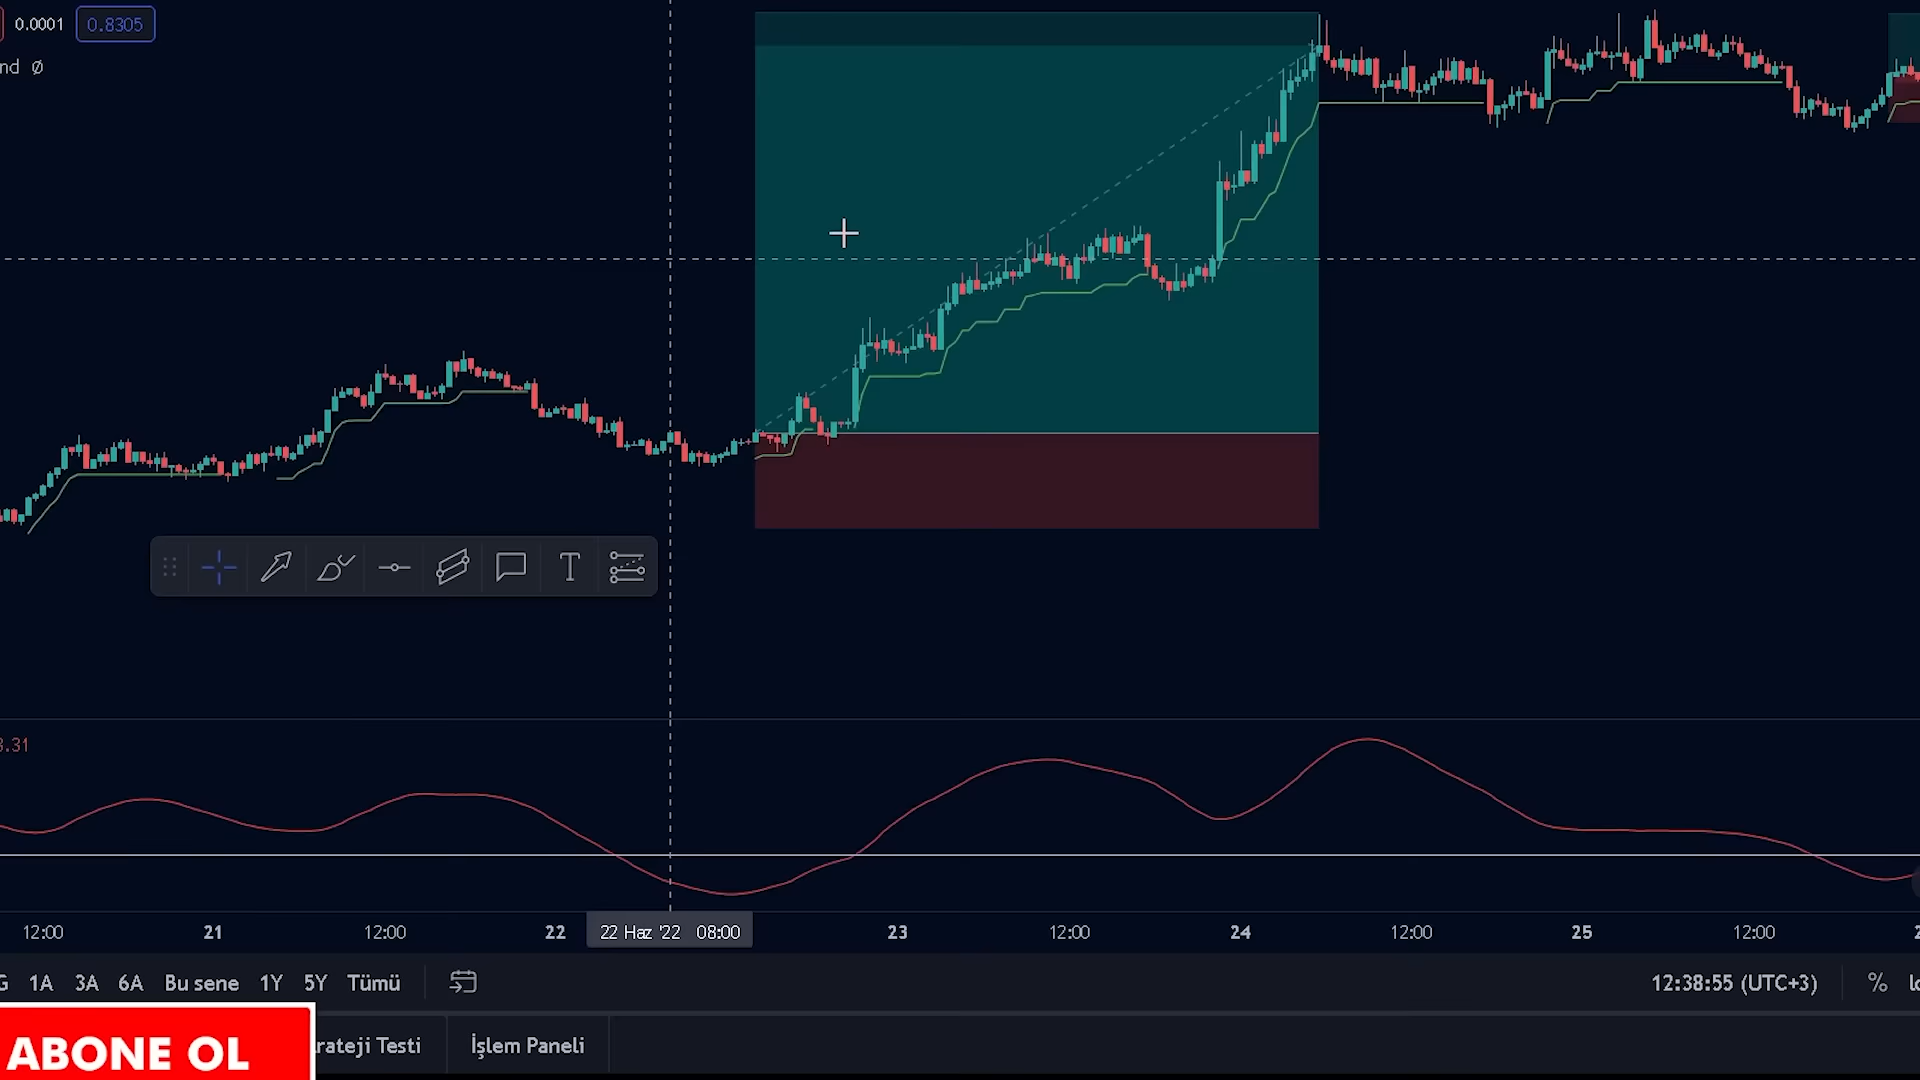 0.0001 0.8305
nd Ø
3.31
12:00 21 12:00 22 22 Haz '22 08:00 23 12:00 24 12:00 25 12:00
1A 3A 6A Bu sene 1Y 5Y Tümü 12:38:55 (UTC+3) %
ABONE OL rateji Testi İşlem Paneli